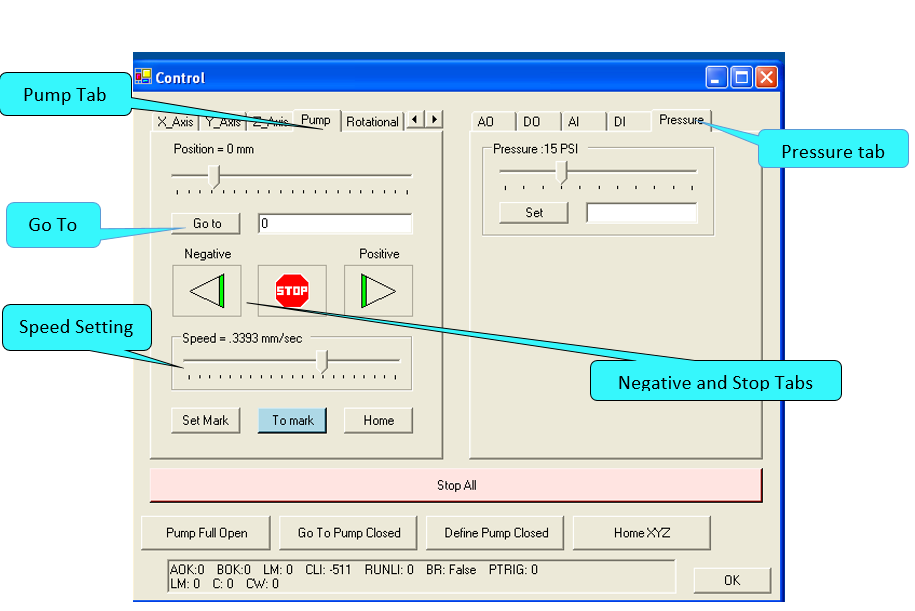 Control
Pump Tab
X_Axis Y_Axis Z_Axis Pump Rotational
AO DO AI DI Pressure
Pressure tab
Position = 0 mm
Pressure :15 PSI
Go To
Go to 0
Set
Negative Positive
STOP
Speed Setting
Speed = .3393 mm/sec
Negative and Stop Tabs
Set Mark To mark Home
Stop All
Pump Full Open Go To Pump Closed Define Pump Closed Home XYZ
AOK:0 BOK:0 LM: 0 CLI: -511 RUNLI: 0 BR: False PTRIG: 0
LM: 0 C: 0 CW: 0
OK